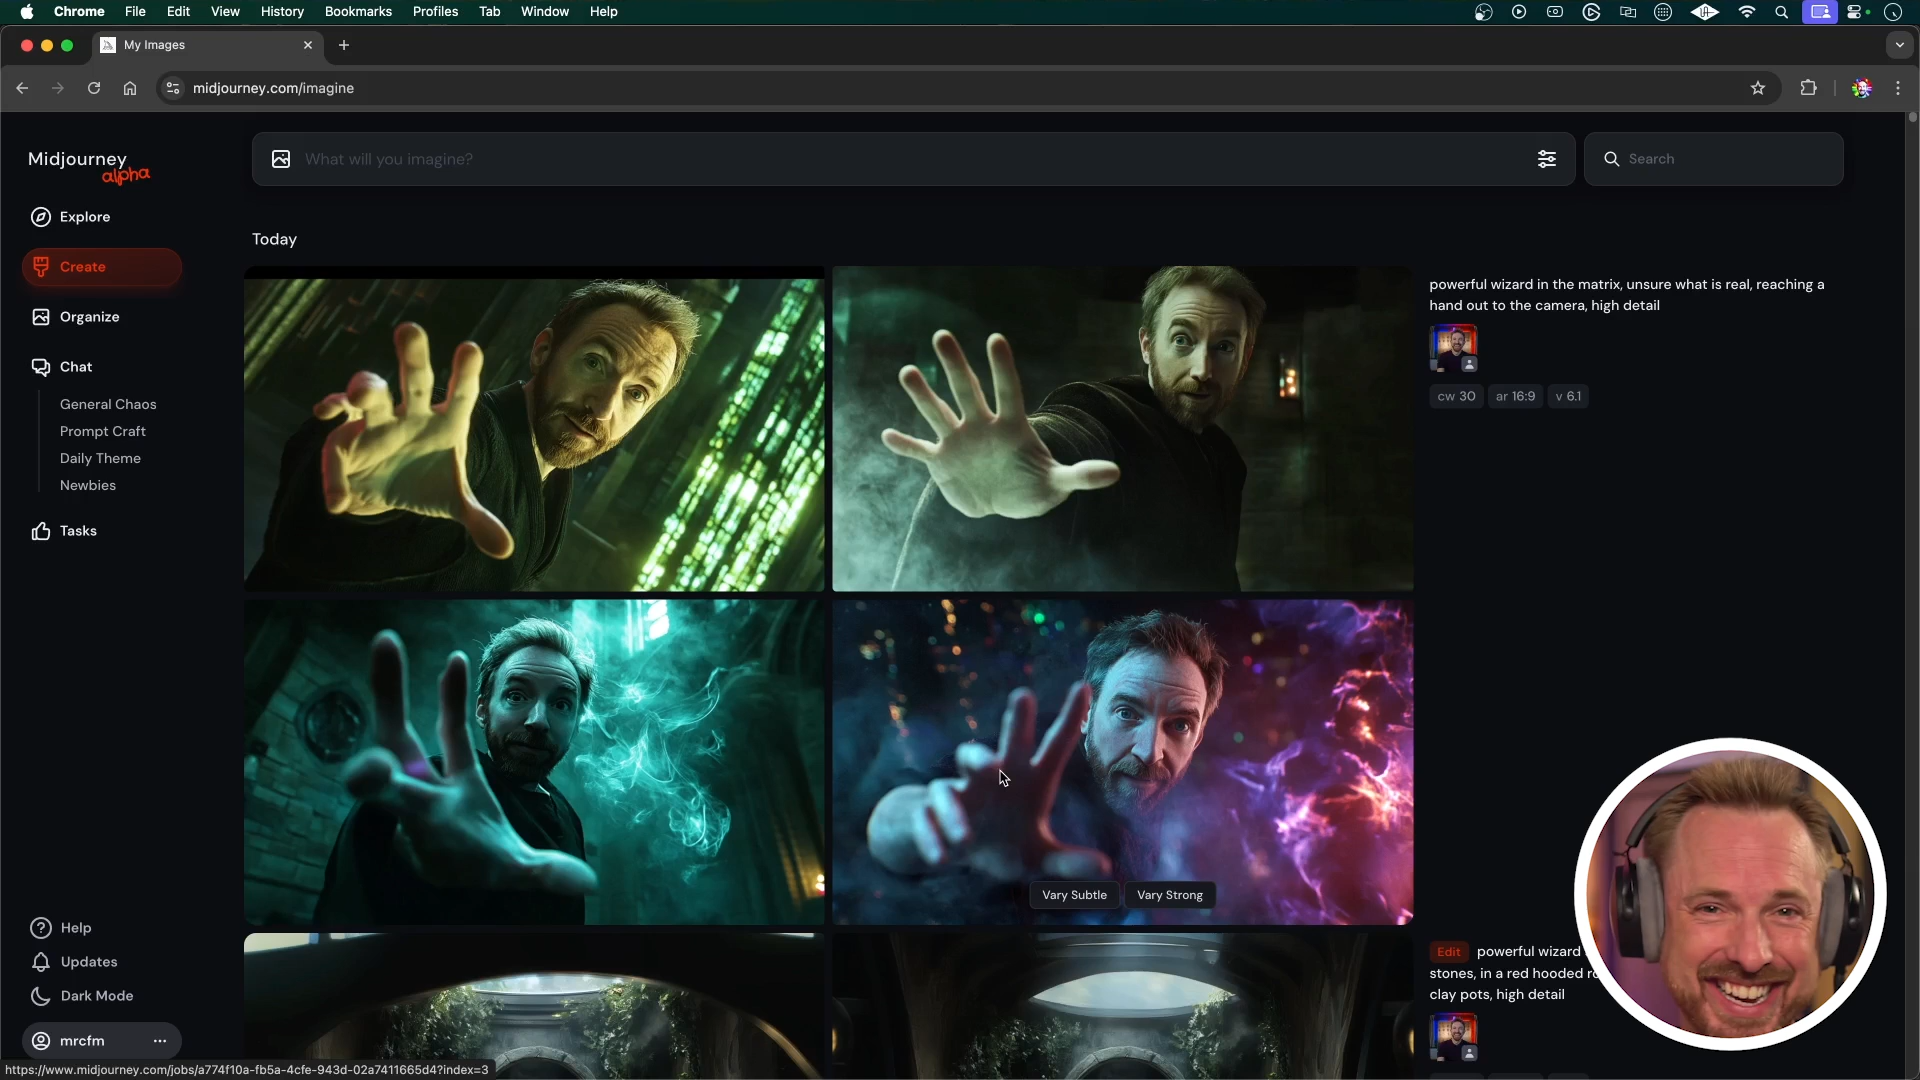 Chrome File Edit View History Bookmarks Profiles Tab Window Help
My Images
midjourney.com/imagine
Midjourney
alpha
What will you imagine?
Search
Explore
Create
Organize
Chat
General Chaos
Prompt Craft
Daily Theme
Newbies
Tasks
Today
powerful wizard in the matrix, unsure what is real, reaching a
hand out to the camera, high detail
cw 30 ar 16:9 v 6.1
Vary Subtle Vary Strong
Edit powerful wizard
stones, in a red hooded
clay pots, high detail
Help
Updates
Dark Mode
mrcfm
https://www.midjourney.com/jobs/a774f10a-fb5a-4cfe-943d-02a7411665d4?index=3